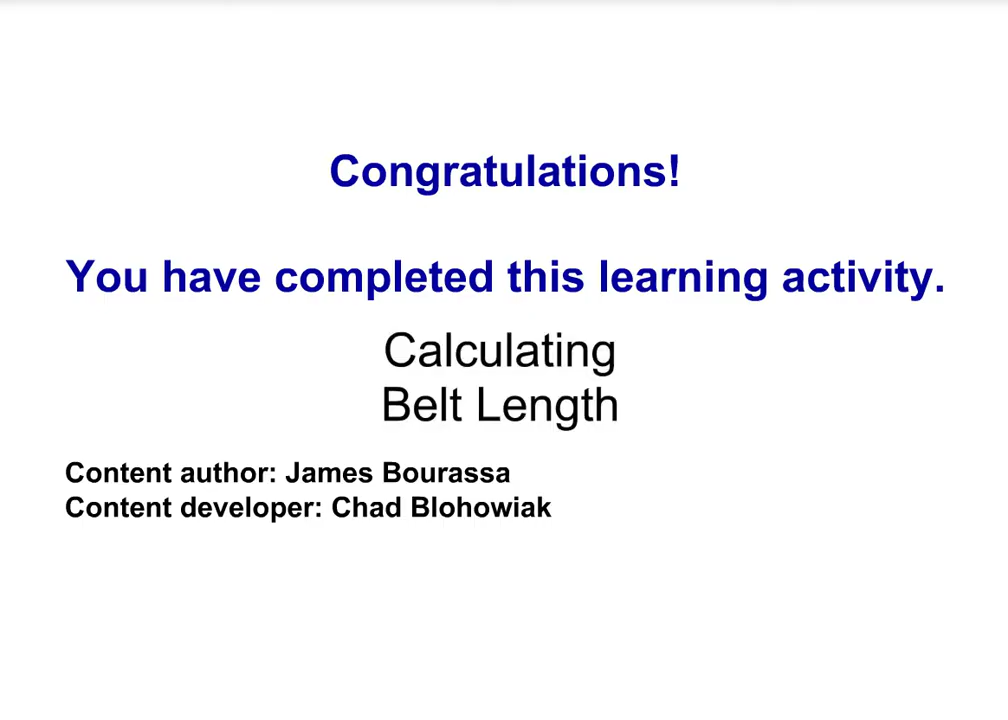 Congratulations!
You have completed this learning activity.
Calculating
Belt Length
Content author: James Bourassa
Content developer: Chad Blohowiak